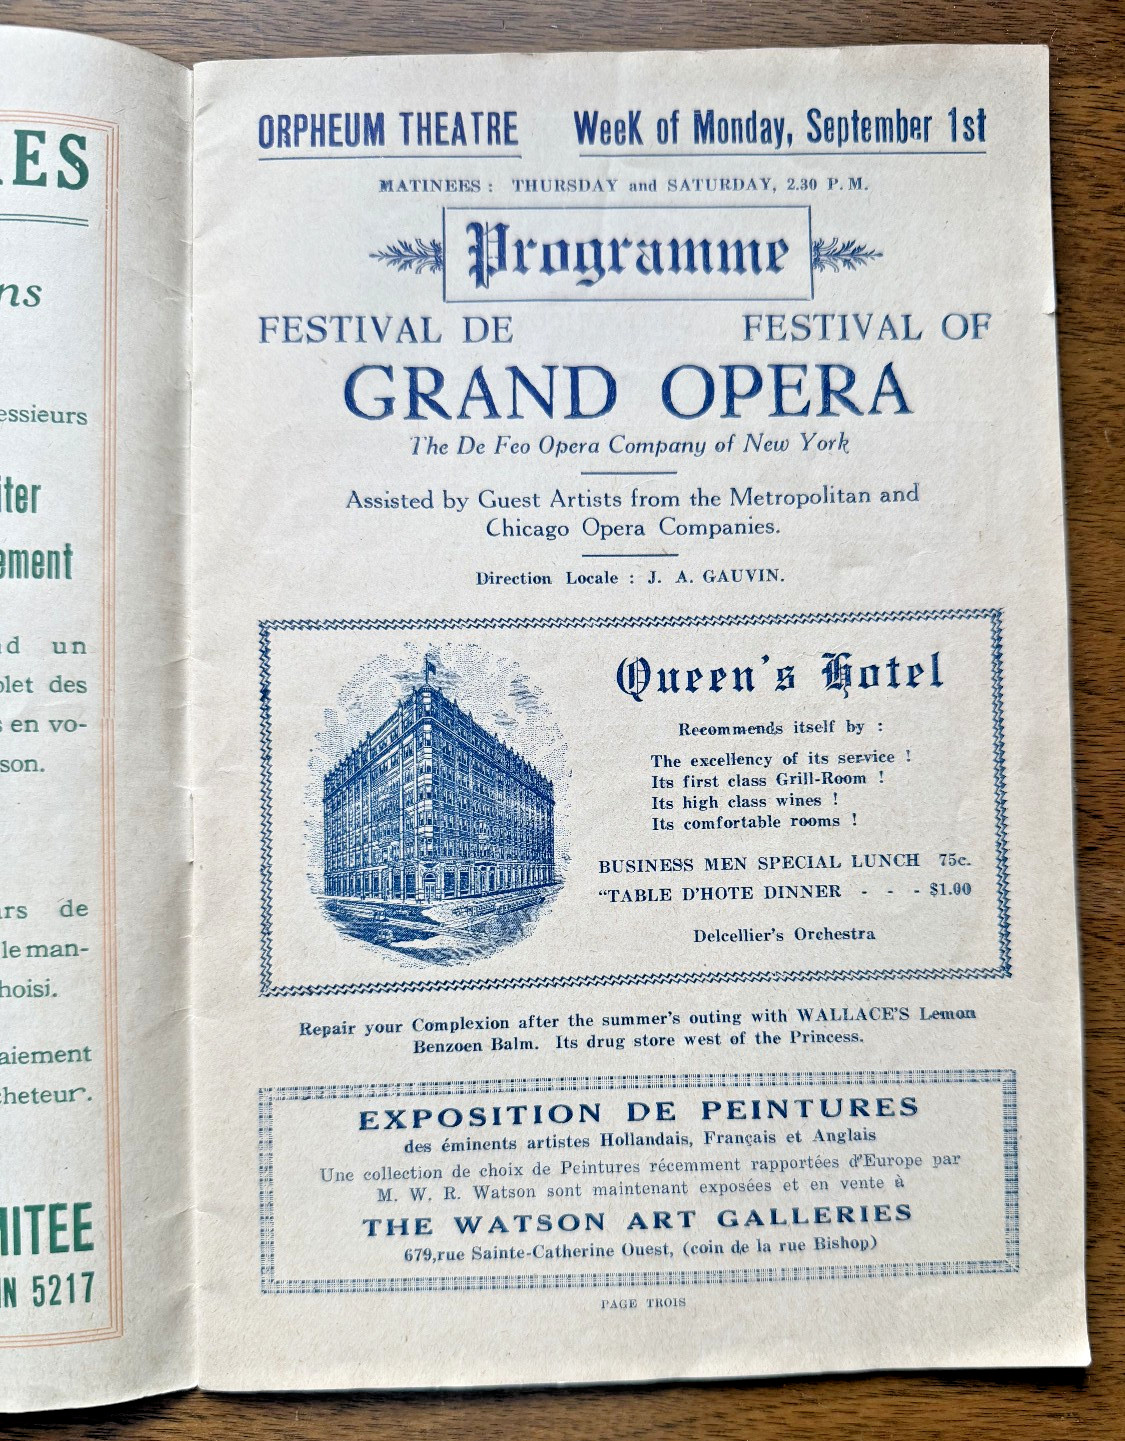 RES
ns
essieurs
iter
ement
d un
plet des
s en vo-
son.
rs de
le man-
hoisi.
aiement
cheteur.
MITEE
IN 5217
ORPHEUM THEATRE WeeK of Monday, September 1st
MATINEES : THURSDAY and SATURDAY, 2.30 P. M.
Programme
FESTIVAL DE FESTIVAL OF
GRAND OPERA
The De Feo Opera Company of New York
Assisted by Guest Artists from the Metropolitan and
Chicago Opera Companies.
Direction Locale : J. A. GAUVIN.
Queen's Hotel
Recommends itself by :
The excellency of its service !
Its first class Grill-Room !
Its high class wines !
Its comfortable rooms !
BUSINESS MEN SPECIAL LUNCH 75c.
“TABLE D'HOTE DINNER - - - $1.00
Delcellier's Orchestra
Repair your Complexion after the summer's outing with WALLACE'S Lemon
Benzoen Balm. Its drug store west of the Princess.
EXPOSITION DE PEINTURES
des éminents artistes Hollandais, Français et Anglais
Une collection de choix de Peintures récemment rapportées d'Europe par
M. W. R. Watson sont maintenant exposées et en vente à
THE WATSON ART GALLERIES
679,rue Sainte-Catherine Ouest, (coin de la rue Bishop)
PAGE TROIS